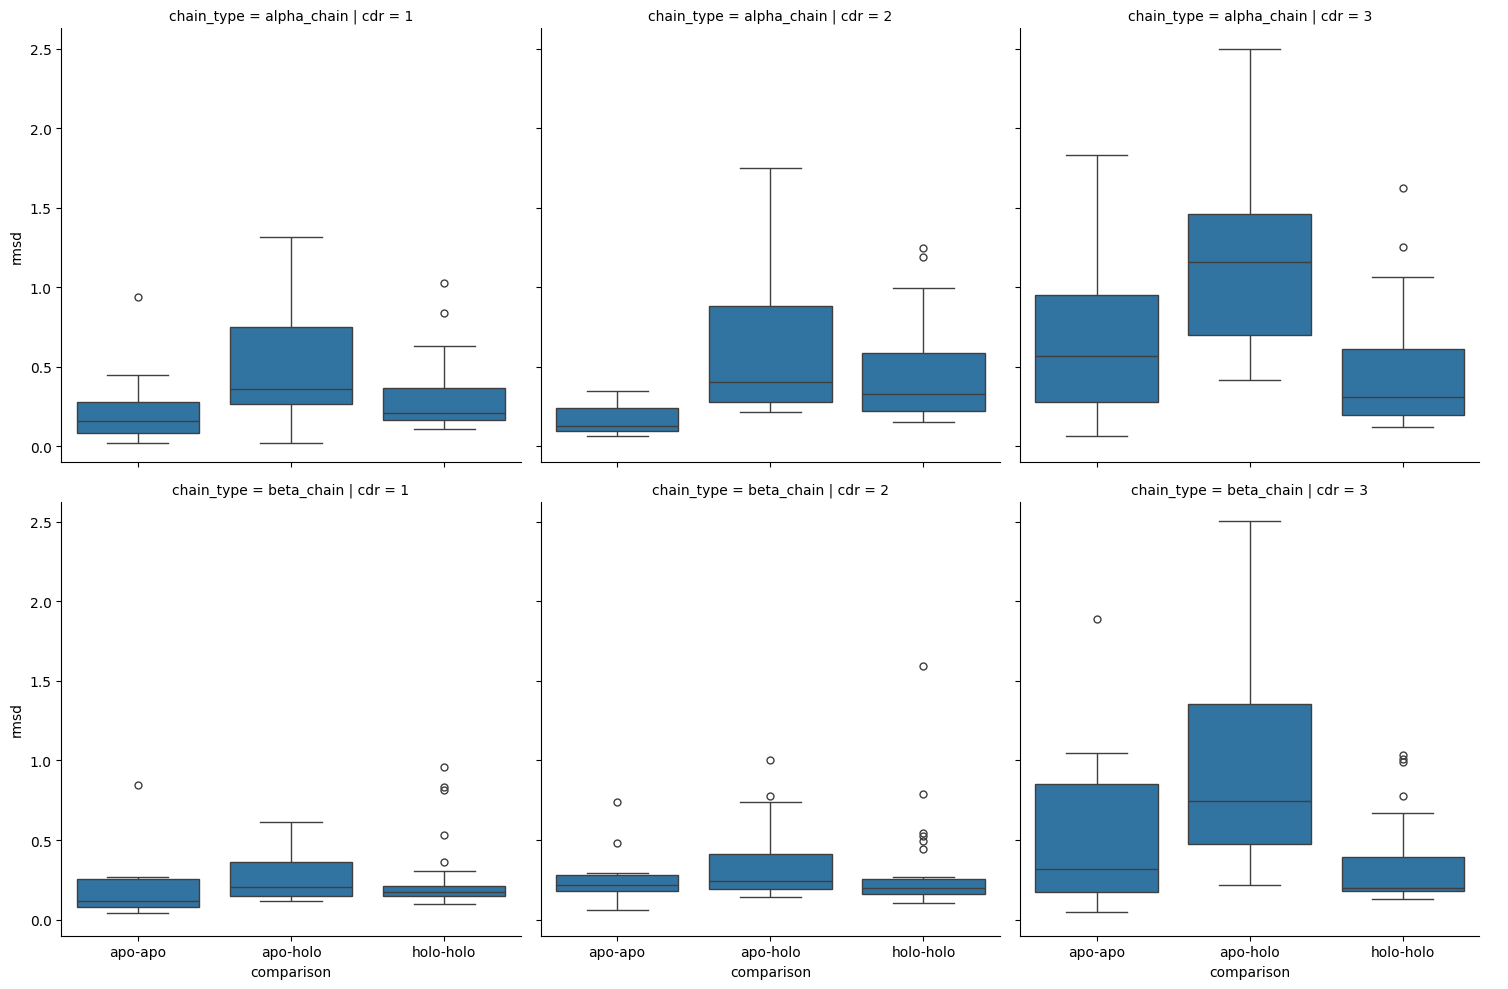 chain_type = alpha_chain | cdr = 1
chain_type = alpha_chain | cdr = 2
chain_type = alpha_chain | cdr = 3
rmsd
2.5
2.0
1.5
1.0
0.5
0.0
chain_type = beta_chain | cdr = 1
chain_type = beta_chain | cdr = 2
chain_type = beta_chain | cdr = 3
rmsd
2.5
2.0
1.5
1.0
0.5
0.0
apo-apo apo-holo holo-holo
comparison
apo-apo apo-holo holo-holo
comparison
apo-apo apo-holo holo-holo
comparison